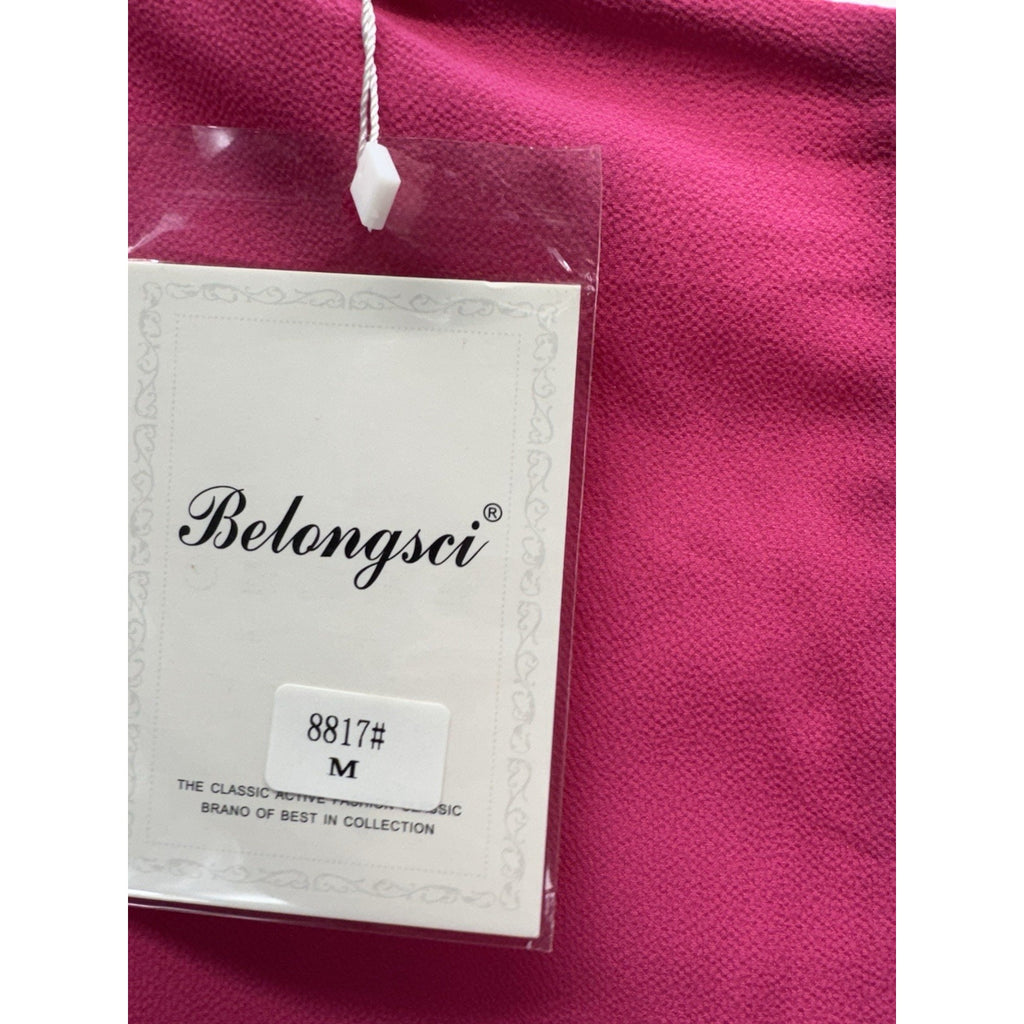 Belongsci®
8817#
M
THE CLASSIC ACTIVE FASHION CLASSIC
BRANO OF BEST IN COLLECTION